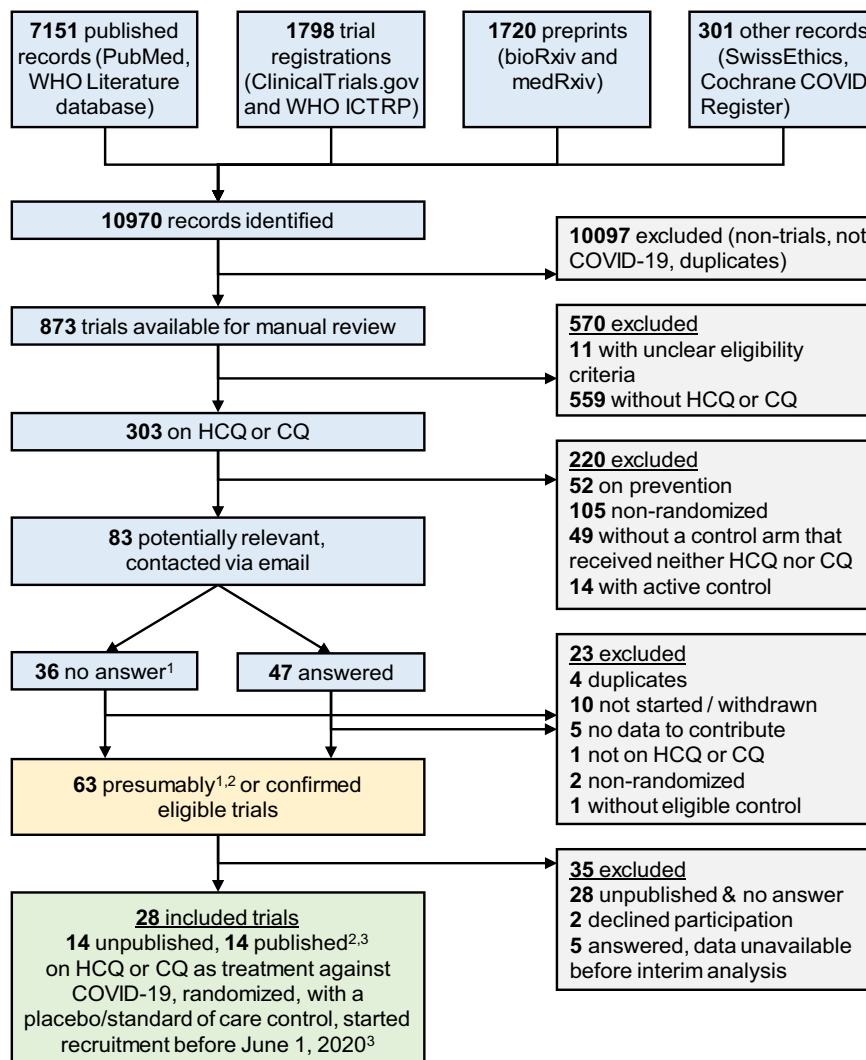 7151 published
records (PubMed,
WHO Literature
database)
1798 trial
registrations
(ClinicalTrials.gov
and WHO ICTRP)
1720 preprints
(bioRxiv and
medRxiv)
301 other records
(SwissEthics,
Cochrane COVID
Register)
10970 records identified
10097 excluded (non-trials, not
COVID-19, duplicates)
873 trials available for manual review
570 excluded
11 with unclear eligibility
criteria
559 without HCQ or CQ
303 on HCQ or CQ
220 excluded
52 on prevention
105 non-randomized
49 without a control arm that
received neither HCQ nor CQ
14 with active control
83 potentially relevant,
contacted via email
36 no answer¹
47 answered
23 excluded
4 duplicates
10 not started / withdrawn
5 no data to contribute
1 not on HCQ or CQ
2 non-randomized
1 without eligible control
63 presumably¹,² or confirmed
eligible trials
35 excluded
28 unpublished & no answer
2 declined participation
5 answered, data unavailable
before interim analysis
28 included trials
14 unpublished, 14 published²,³
on HCQ or CQ as treatment against
COVID-19, randomized, with a
placebo/standard of care control, started
recruitment before June 1, 2020³